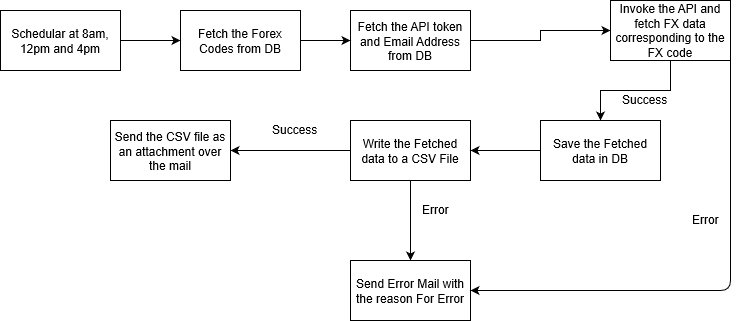 Schedular at 8am,
12pm and 4pm
Fetch the Forex
Codes from DB
Fetch the API token
and Email Address
from DB
Invoke the API and
fetch FX data
corresponding to the
FX code
Success
Send the CSV file as
an attachment over
the mail
Success
Write the Fetched
data to a CSV File
Save the Fetched
data in DB
Error
Error
Send Error Mail with
the reason For Error